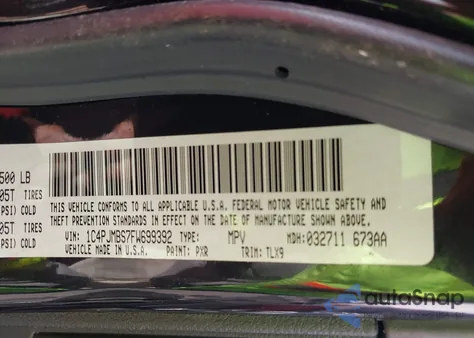 500 LB
05T TIRES
PSI) COLD
05T TIRES
PSI) COLD
THIS VEHICLE CONFORMS TO ALL APPLICABLE U.S.A. FEDERAL MOTOR VEHICLE SAFETY AND
THEFT PREVENTION STANDARDS IN EFFECT ON THE DATE OF MANUFACTURE SHOWN ABOVE.
VIN: 1C4PJMBS7FW699392 TYPE: MPV MDH:032711 673AA
VEHICLE MADE IN U.S.A. PAINT: PXR TRIM: TLX9
autoSnap